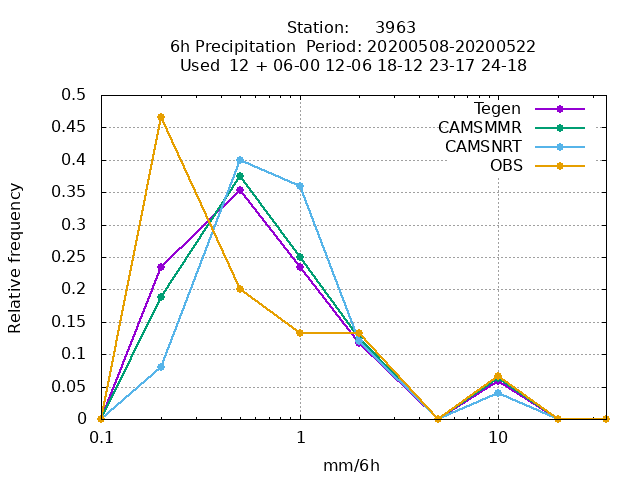 Station: 3963
6h Precipitation Period: 20200508-20200522
Used 12 + 06-00 12-06 18-12 23-17 24-18
Tegen
CAMSMMR
CAMSNRT
OBS
0.5
0.45
0.4
0.35
0.3
0.25
0.2
0.15
0.1
0.05
0
Relative frequency
0.1 1 10
mm/6h